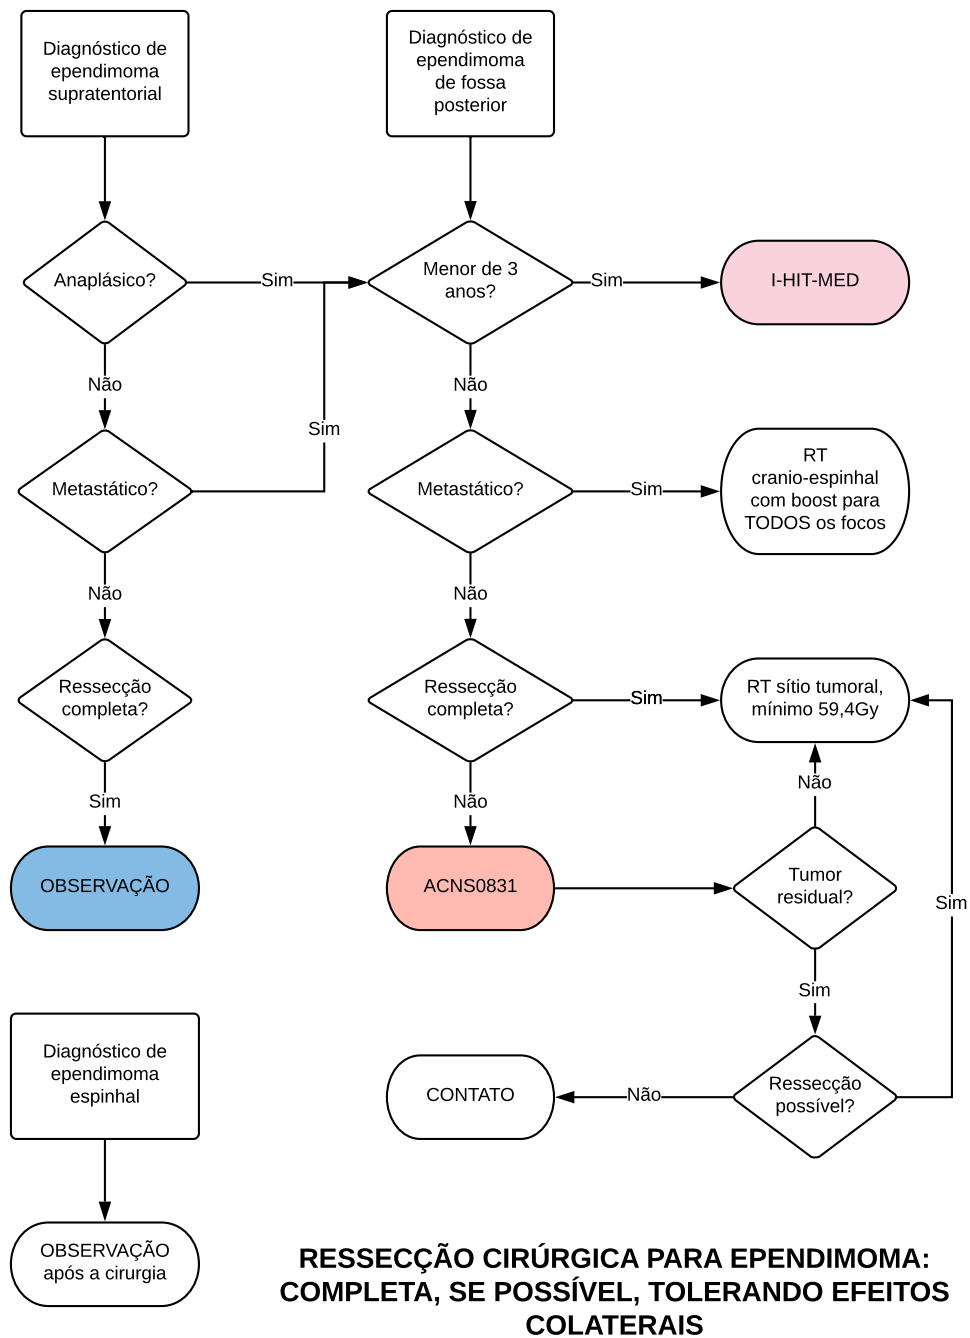 Diagnóstico de
ependimoma
supratentorial
Diagnóstico de
ependimoma
de fossa
posterior
Anaplásico?
Sim
Menor de 3
anos?
Sim
I-HIT-MED
Não
Não
Sim
Metastático?
Metastático?
Sim
RT
cranio-espinhal
com boost para
TODOS os focos
Não
Não
Ressecção
completa?
Ressecção
completa?
Sim
RT sítio tumoral,
mínimo 59,4Gy
Sim
Não
Não
OBSERVAÇÃO
ACNS0831
Tumor
residual?
Sim
Sim
Diagnóstico de
ependimoma
espinhal
CONTATO
Não
Ressecção
possível?
OBSERVAÇÃO
após a cirurgia
RESSECÇÃO CIRÚRGICA PARA EPENDIMOMA:
COMPLETA, SE POSSÍVEL, TOLERANDO EFEITOS
COLATERAIS